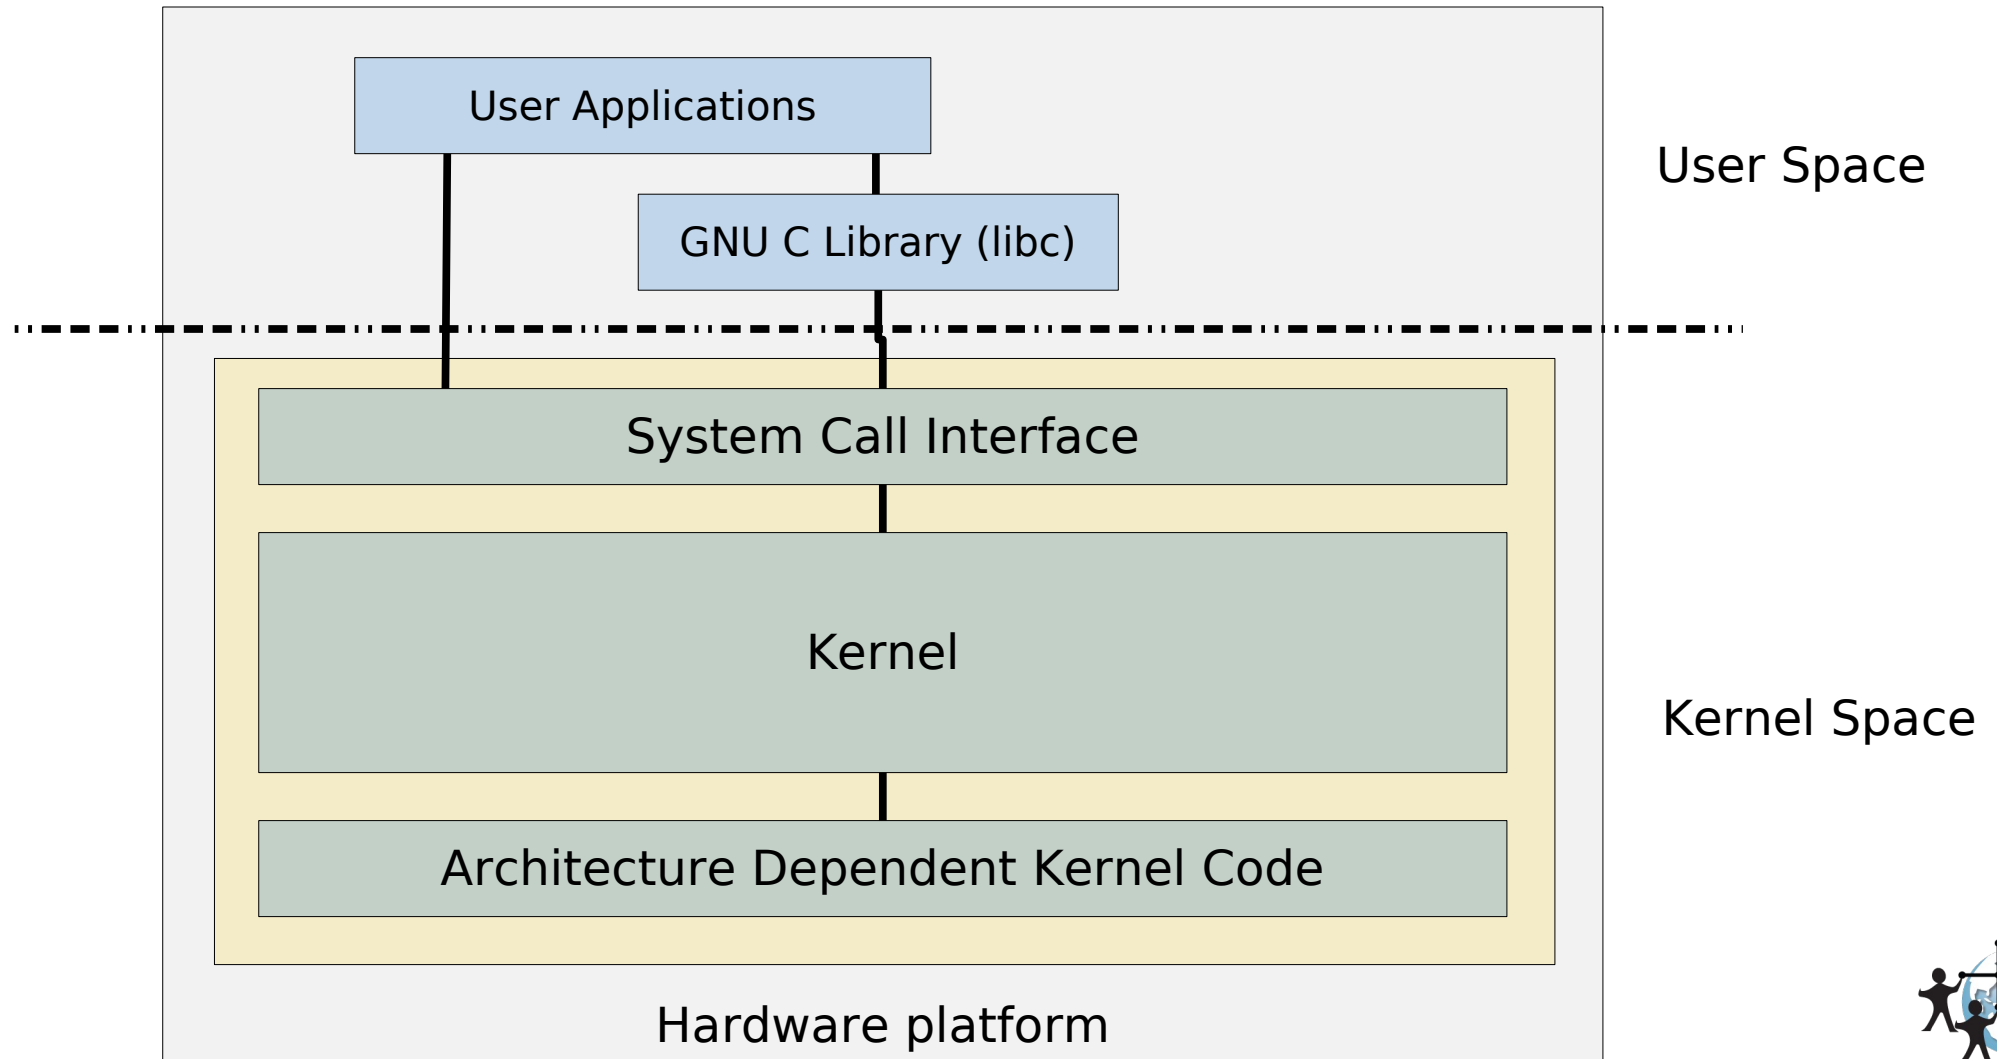 User Applications
User Space
GNU C Library (libc)
System Call Interface
Kernel
Kernel Space
Architecture Dependent Kernel Code
Hardware platform